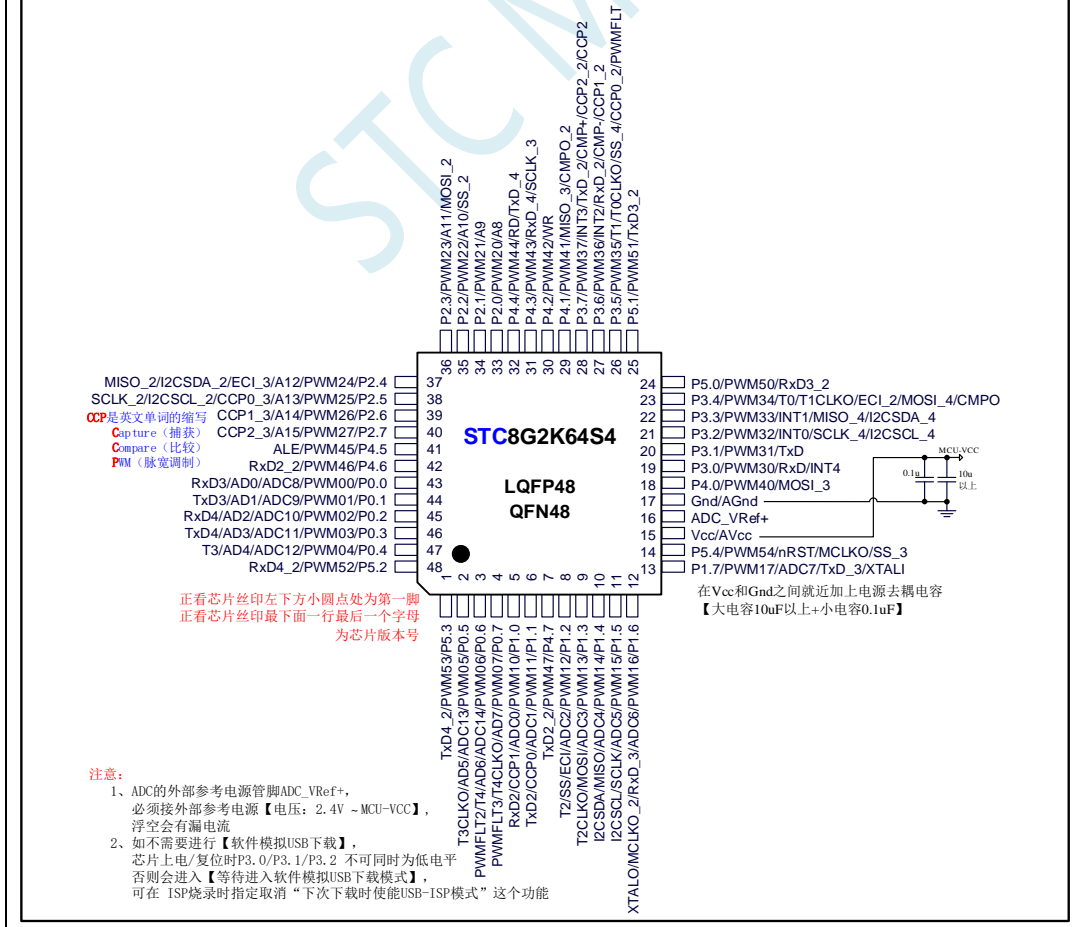 STC M
P2.3/PWM23/A11/MOSI_2
P2.2/PWM22/A10/SS_2
P2.1/PWM21/A9
P2.0/PWM20/A8
P4.4/PWM44/RD/TxD_4
P4.3/PWM43/RxD_4/SCLK_3
P4.2/PWM42/WR
P4.1/PWM41/MISO_3/CMPO_2
P3.7/PWM37/INT3/TxD_2/CMP+/CCP2_2/CCP2
P3.6/PWM36/INT2/RxD_2/CMP-/CCP1_2
P3.5/PWM35/T1/T0CLKO/SS_4/CCP0_2/PWMFLT
P5.1/PWM51/TxD3_2
36 35 34 33 32 31 30 29 28 27 26 25
MISO_2/I2CSDA_2/ECI_3/A12/PWM24/P2.4 37
SCLK_2/I2CSCL_2/CCP0_3/A13/PWM25/P2.5 38
CCP1_3/A14/PWM26/P2.6 39
CCP2_3/A15/PWM27/P2.7 40
ALE/PWM45/P4.5 41
RxD2_2/PWM46/P4.6 42
RxD3/AD0/ADC8/PWM00/P0.0 43
TxD3/AD1/ADC9/PWM01/P0.1 44
RxD4/AD2/ADC10/PWM02/P0.2 45
TxD4/AD3/ADC11/PWM03/P0.3 46
T3/AD4/ADC12/PWM04/P0.4 47
RxD4_2/PWM52/P5.2 48
CCP是英文单词的缩写
Capture（捕获）
Compare（比较）
PWM（脉宽调制）
STC8G2K64S4
LQFP48
QFN48
24 P5.0/PWM50/RxD3_2
23 P3.4/PWM34/T0/T1CLKO/ECI_2/MOSI_4/CMPO
22 P3.3/PWM33/INT1/MISO_4/I2CSDA_4
21 P3.2/PWM32/INT0/SCLK_4/I2CSCL_4
20 P3.1/PWM31/TxD
19 P3.0/PWM30/RxD/INT4
18 P4.0/PWM40/MOSI_3
17 Gnd/AGnd
16 ADC_VRef+
15 Vcc/AVcc
14 P5.4/PWM54/nRST/MCLKO/SS_3
13 P1.7/PWM17/ADC7/TxD_3/XTALI
MCU-VCC
0.1u
10u
以上
在Vcc和Gnd之间就近加上电源去耦电容
【大电容10uF以上+小电容0.1uF】
1 2 3 4 5 6 7 8 9 10 11 12
正看芯片丝印左下方小圆点处为第一脚
正看芯片丝印最下面一行最后一个字母
为芯片版本号
TxD4_2/PWM53/P5.3
T3CLKO/AD5/ADC13/PWM05/P0.5
PWMFLT2/T4/AD6/ADC14/PWM06/P0.6
PWMFLT3/T4CLKO/AD7/PWM07/P0.7
RxD2/CCP1/ADC0/PWM10/P1.0
TxD2/CCP0/ADC1/PWM11/P1.1
TxD2_2/PWM47/P4.7
T2/SS/ECI/ADC2/PWM12/P1.2
T2CLKO/MOSI/ADC3/PWM13/P1.3
I2CSDA/MISO/ADC4/PWM14/P1.4
I2CSCL/SCLK/ADC5/PWM15/P1.5
XTALO/MCLKO_2/RxD_3/ADC6/PWM16/P1.6
注意：
1、ADC的外部参考电源管脚ADC_VRef+，
必须接外部参考电源【电压：2.4V ~ MCU-VCC】，
浮空会有漏电流
2、如不需要进行【软件模拟USB下载】，
芯片上电/复位时P3.0/P3.1/P3.2 不可同时为低电平
否则会进入【等待进入软件模拟USB下载模式】，
可在 ISP烧录时指定取消“下次下载时使能USB-ISP模式”这个功能